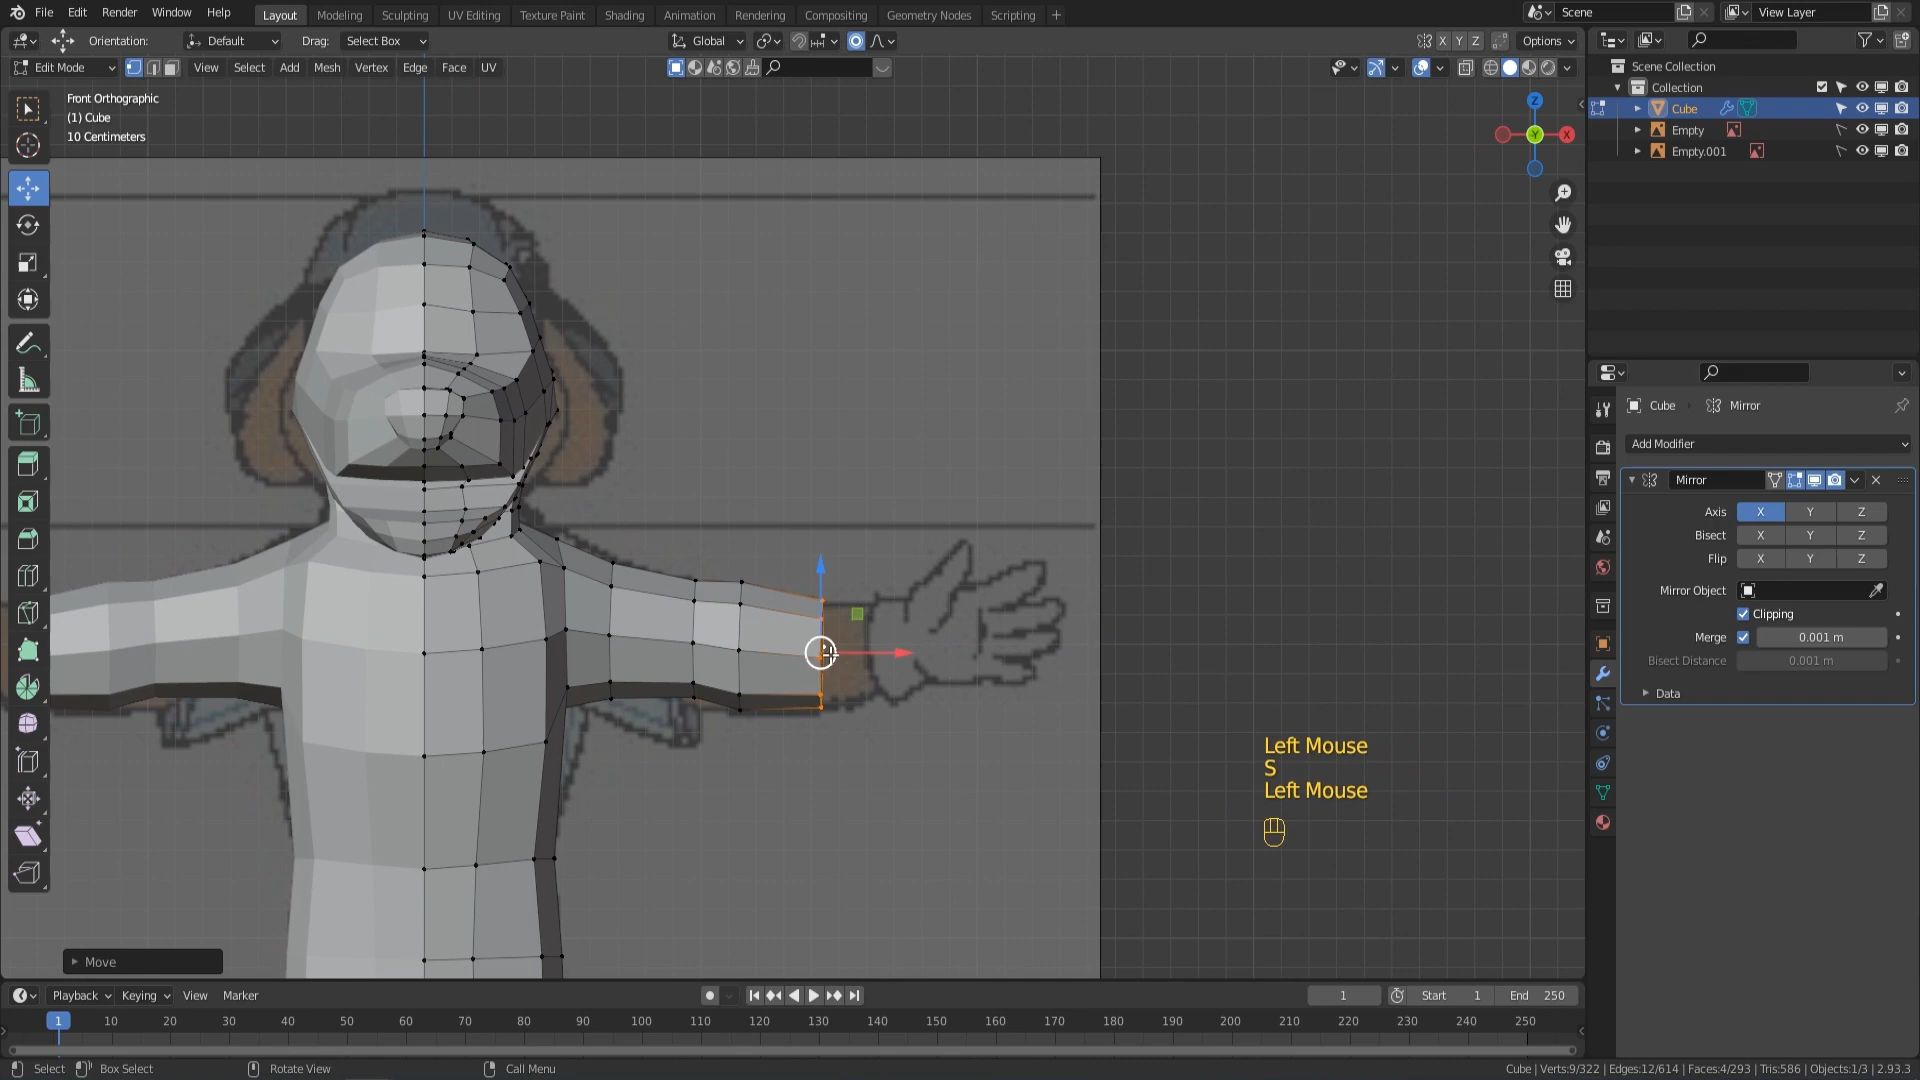 File Edit Render Window Help Layout Modeling Sculpting UV Editing Texture Paint Shading Animation Rendering Compositing Geometry Nodes Scripting + Scene View Layer
Orientation: Default Drag: Select Box Global X Y Z Options
Edit Mode View Select Add Mesh Vertex Edge Face UV
Front Orthographic
(1) Cube
10 Centimeters
Z
Y
X
Scene Collection
Collection
Cube
Empty
Empty.001
Cube Mirror
Add Modifier
Mirror
Axis X Y Z
Bisect X Y Z
Flip X Y Z
Mirror Object
Clipping
Merge 0.001 m
Bisect Distance 0.001 m
Data
Left Mouse
S
Left Mouse
Move
Playback Keying View Marker 1 Start 1 End 250
1 10 20 30 40 50 60 70 80 90 100 110 120 130 140 150 160 170 180 190 200 210 220 230 240 250
Select Box Select Rotate View Call Menu Cube | Verts:9/322 | Edges:12/614 | Faces:4/293 | Tris:586 | Objects:1/3 | 2.93.3